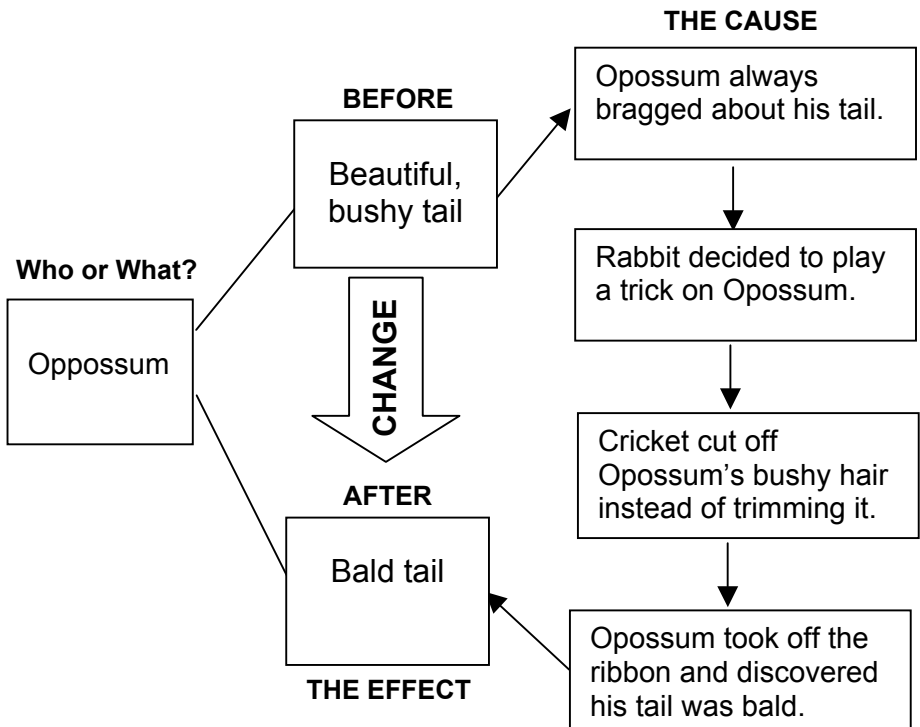 THE CAUSE
Opossum always
bragged about his tail.
BEFORE
Beautiful,
bushy tail
Rabbit decided to play
a trick on Opossum.
Who or What?
Oppossum
CHANGE
Cricket cut off
Opossum’s bushy hair
instead of trimming it.
AFTER
Bald tail
THE EFFECT
Opossum took off the
ribbon and discovered
his tail was bald.